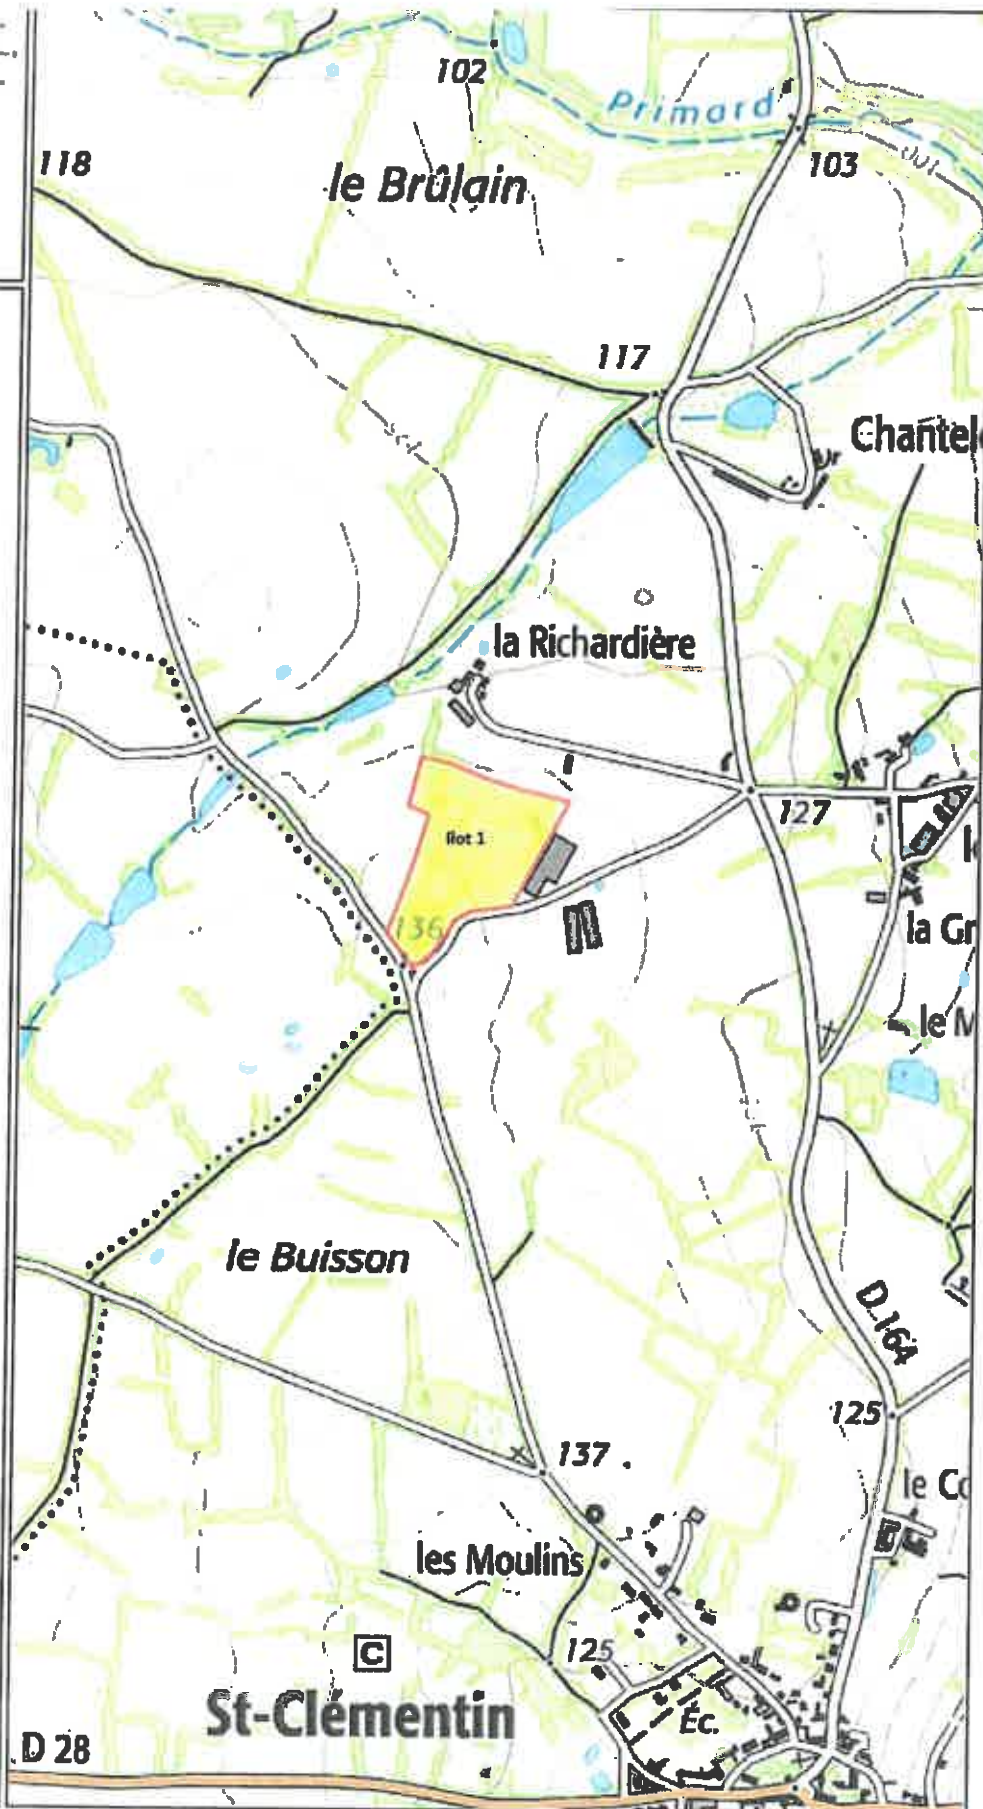 102
Primard
118
103
le Brûlain
117
Chantel
la Richardière
127
Ilot 1
136
la Gr
le M
le Buisson
D.164
125
137
le Co
les Moulins
125
C
St-Clémentin
Éc.
D 28